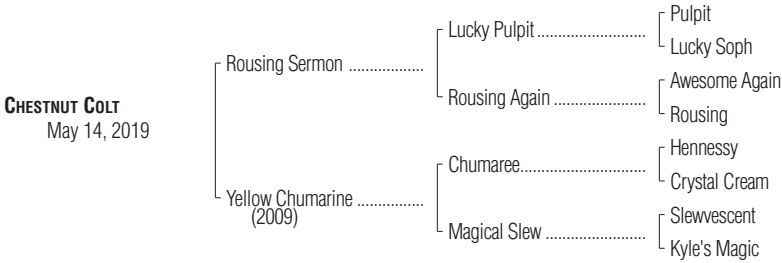 Pulpit
Lucky Pulpit
Lucky Soph
Rousing Sermon
Awesome Again
Rousing Again
Rousing
CHESTNUT COLT
May 14, 2019
Hennessy
Chumaree
Crystal Cream
Yellow Chumarine
(2009)
Slewvescent
Magical Slew
Kyle's Magic